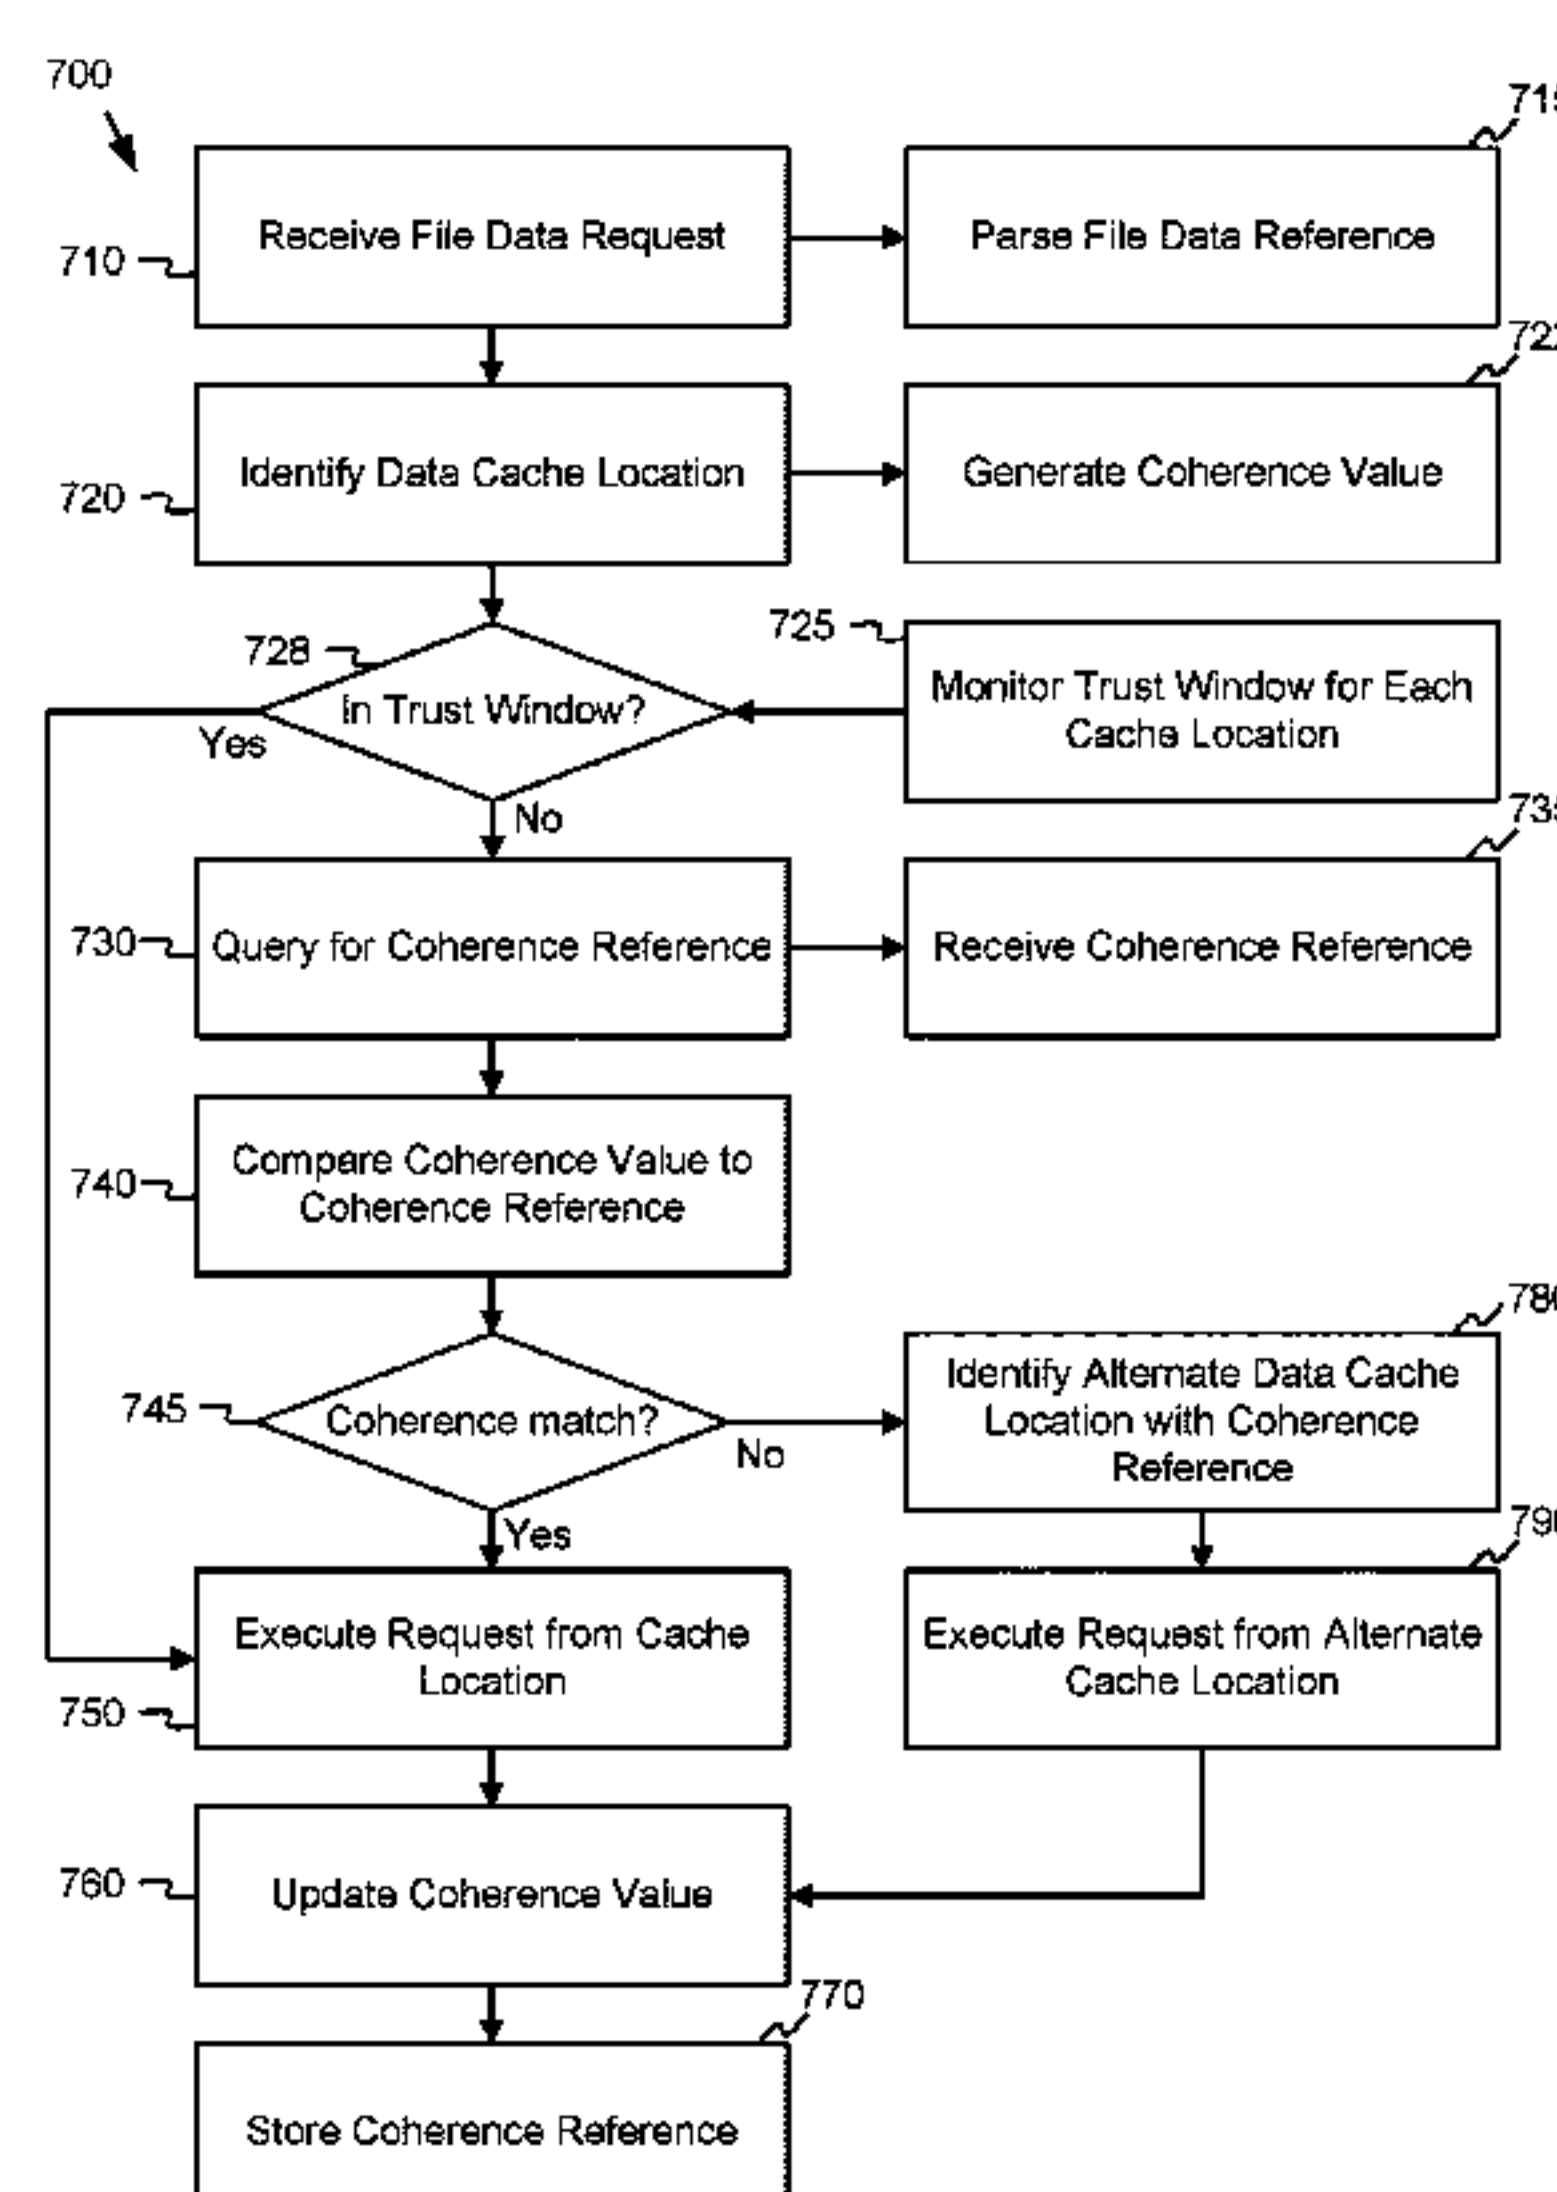 700
715
710
Receive File Data Request
Parse File Data Reference
720
Identify Data Cache Location
Generate Coherence Value
728
In Trust Window?
Yes
No
725
Monitor Trust Window for Each
Cache Location
730
Query for Coherence Reference
735
Receive Coherence Reference
740
Compare Coherence Value to
Coherence Reference
745
Coherence match?
No
Yes
780
Identify Alternate Data Cache
Location with Coherence
Reference
750
Execute Request from Cache
Location
790
Execute Request from Alternate
Cache Location
760
Update Coherence Value
770
Store Coherence Reference